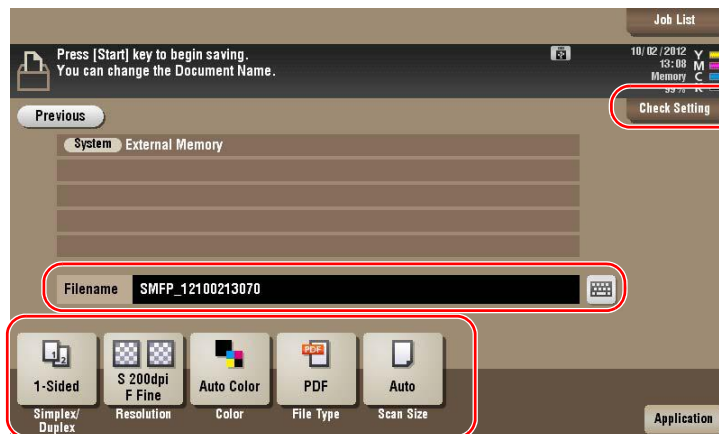 Job List
Press [Start] key to begin saving.
You can change the Document Name.
10/02/2012
13:08
Memory
99%
Y
M
C
K
Previous
Check Setting
System External Memory
Filename SMFP_12100213070
1-Sided
S 200dpi
F Fine
Auto Color
PDF
PDF
Auto
Simplex/
Duplex
Resolution
Color
File Type
Scan Size
Application